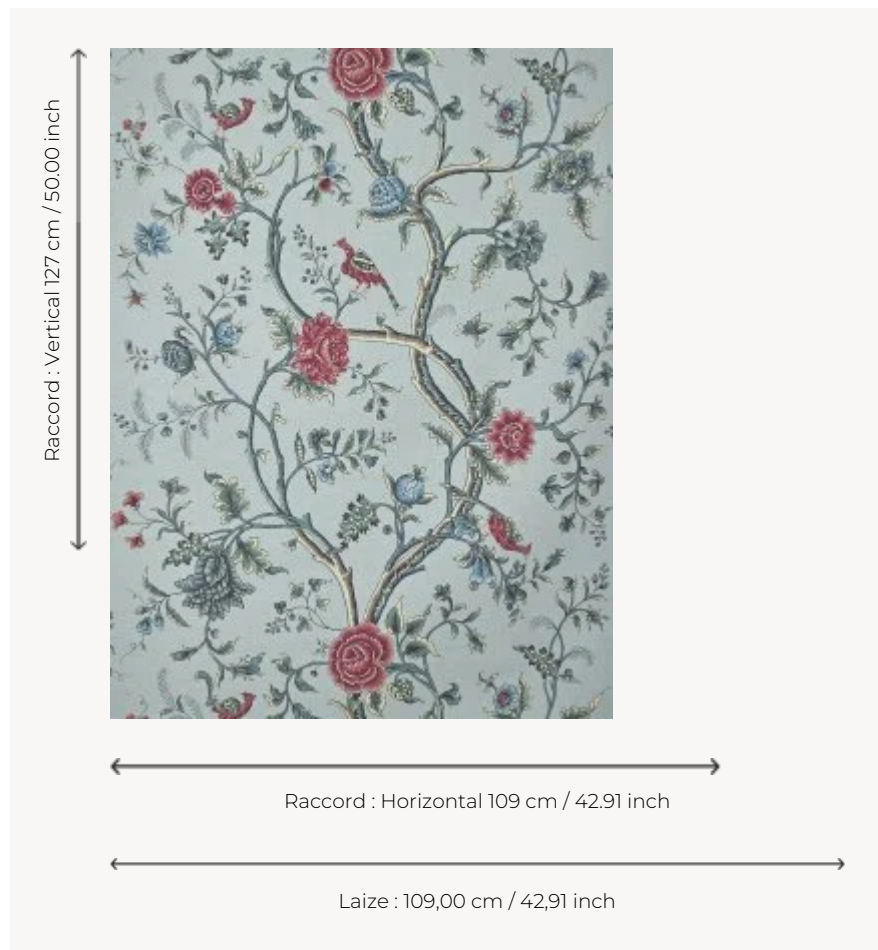 Raccord : Vertical 127 cm / 50.00 inch
Raccord : Horizontal 109 cm / 42.91 inch
Laize : 109,00 cm / 42,91 inch